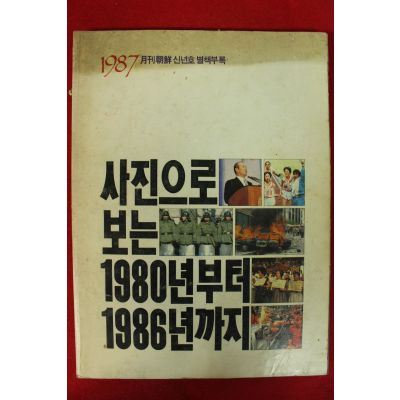 1987 月刊朝鮮 신년호 별책부록
사진으로
보는
1980년부터
1986년까지